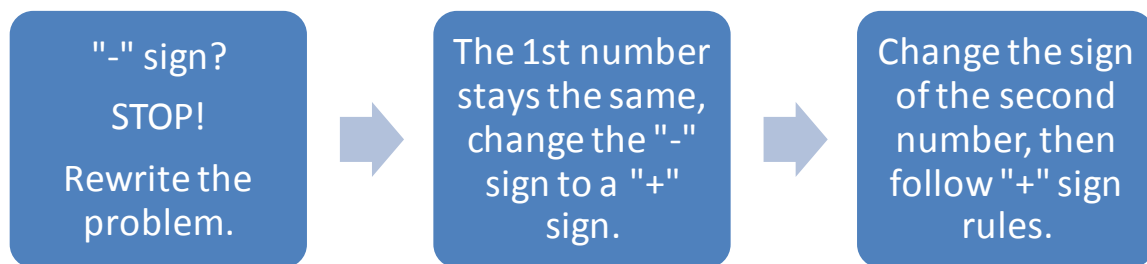 "-" sign?
STOP!
Rewrite the
problem.
The 1st number
stays the same,
change the "-"
sign to a "+"
sign.
Change the sign
of the second
number, then
follow "+" sign
rules.